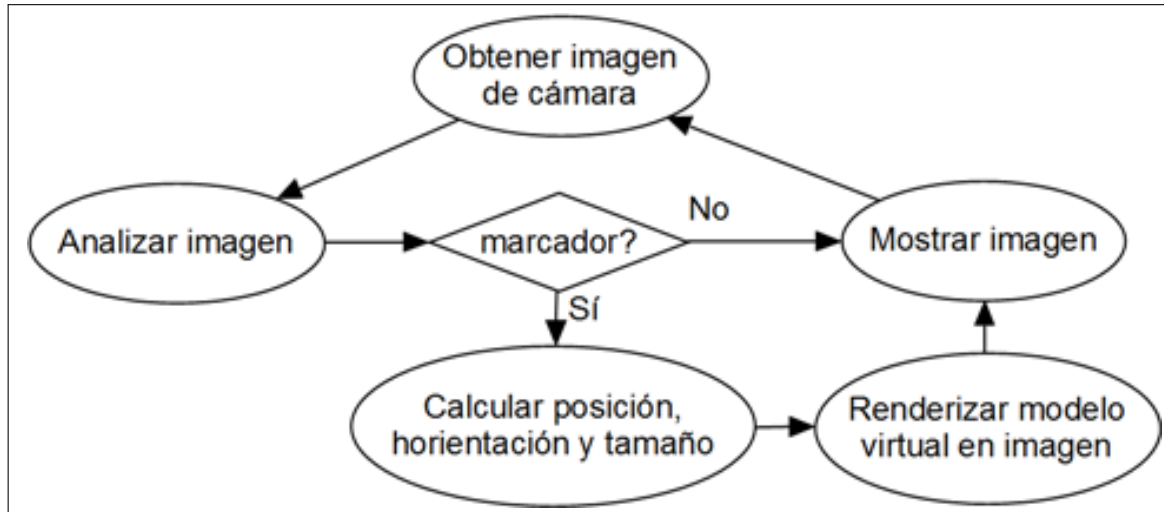 Obtener imagen
de cámara
Analizar imagen
marcador?
No
Mostrar imagen
Sí
Calcular posición,
horientación y tamaño
Renderizar modelo
virtual en imagen